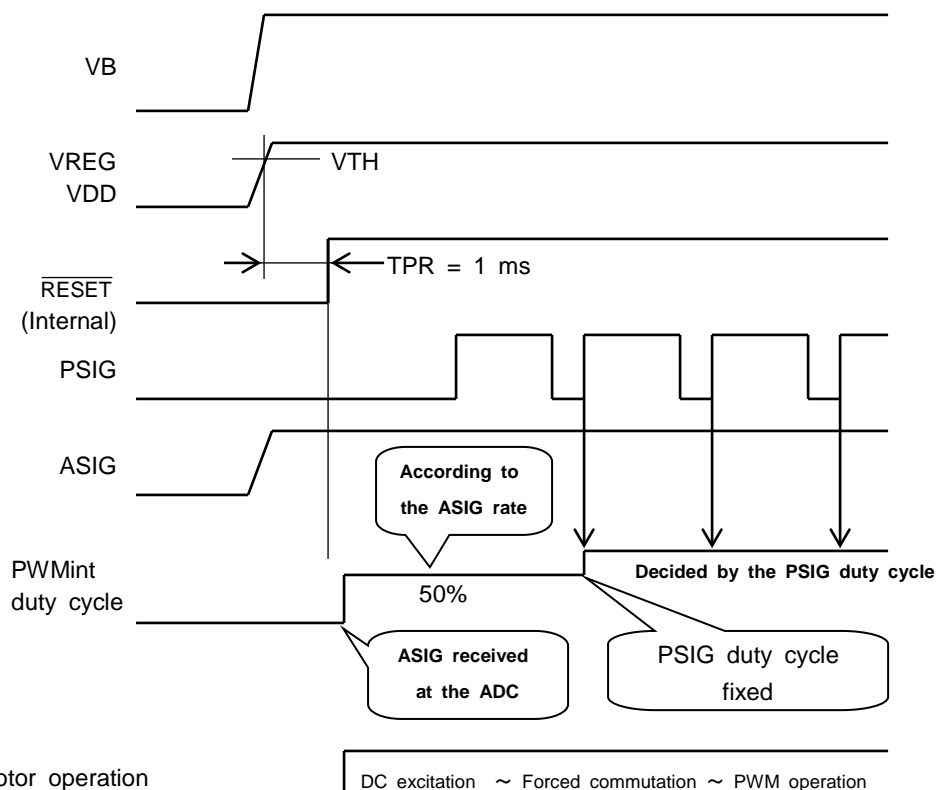 VB
VREG
VDD
VTH
TPR = 1 ms
RESET
(Internal)
PSIG
ASIG
According to
the ASIG rate
PWMint
duty cycle
50%
Decided by the PSIG duty cycle
ASIG received
at the ADC
PSIG duty cycle
fixed
otor operation
DC excitation ~ Forced commutation ~ PWM operation